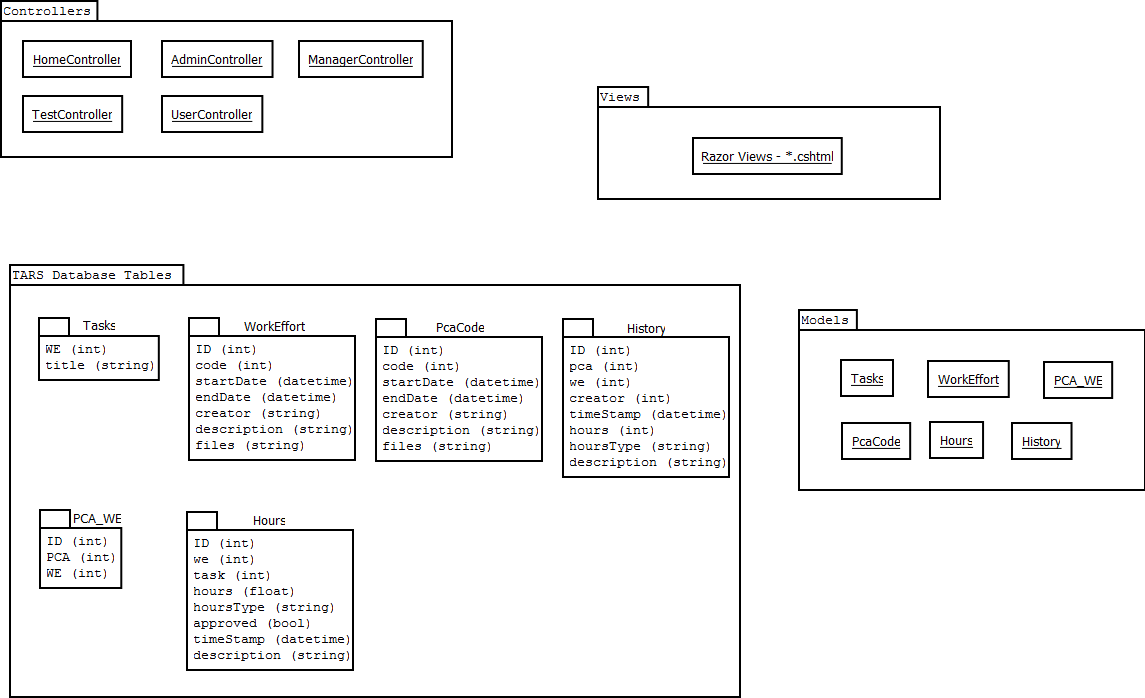 Controllers
HomeController
AdminController
ManagerController
TestController
UserController
Views
Razor Views - *.cshtml
TARS Database Tables
Tasks
WE (int)
title (string)
WorkEffort
ID (int)
code (int)
startDate (datetime)
endDate (datetime)
creator (string)
description (string)
files (string)
PcaCode
ID (int)
code (int)
startDate (datetime)
endDate (datetime)
creator (string)
description (string)
files (string)
History
ID (int)
pca (int)
we (int)
creator (int)
timeStamp (datetime)
hours (int)
hoursType (string)
description (string)
PCA_WE
ID (int)
PCA (int)
WE (int)
Hours
ID (int)
we (int)
task (int)
hours (float)
hoursType (string)
approved (bool)
timeStamp (datetime)
description (string)
Models
Tasks
WorkEffort
PCA_WE
PcaCode
Hours
History